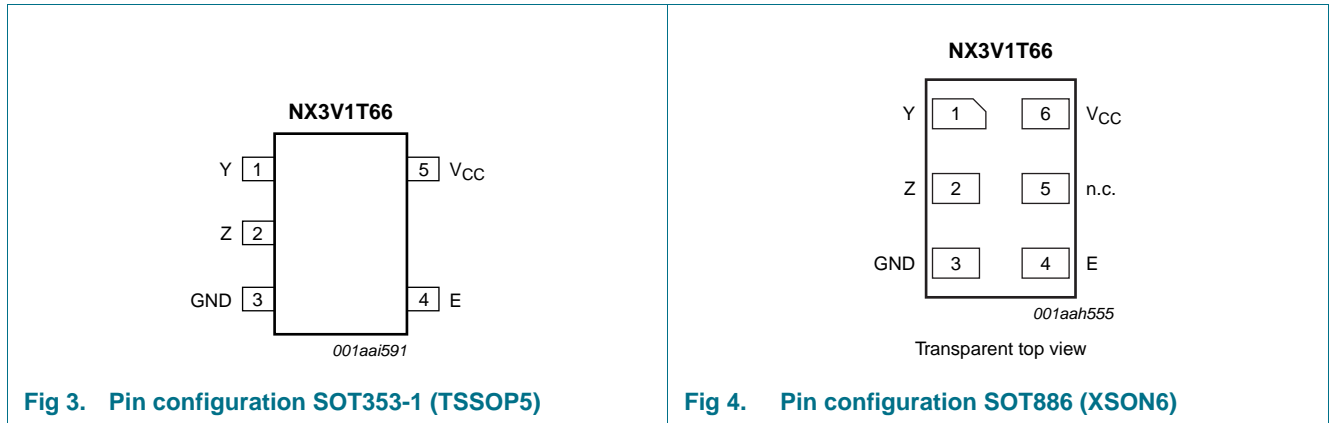 NX3V1T66
Y 1 5 VCC
Z 2
GND 3 4 E
001aai591
Fig 3. Pin configuration SOT353-1 (TSSOP5)
NX3V1T66
Y 1 6 VCC
Z 2 5 n.c.
GND 3 4 E
001aah555
Transparent top view
Fig 4. Pin configuration SOT886 (XSON6)